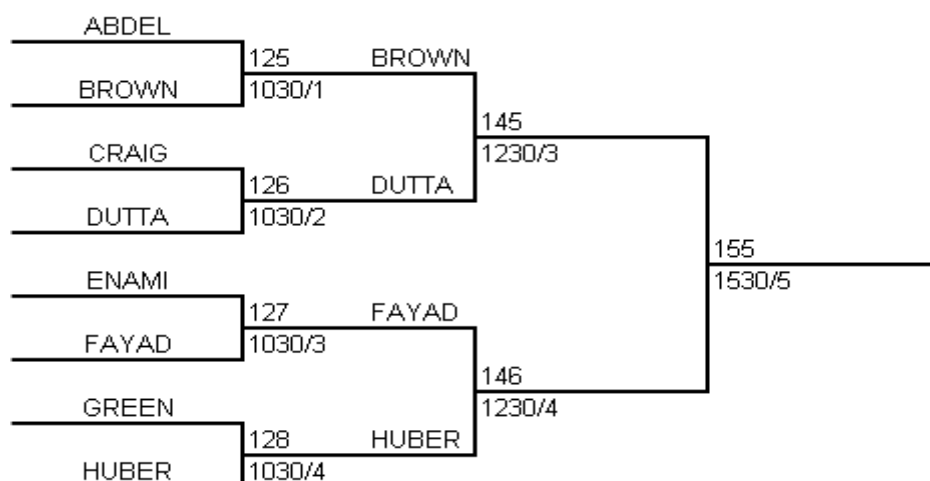 ABDEL
125 BROWN
BROWN 1030/1
145
1230/3
CRAIG
126 DUTTA
DUTTA 1030/2
155
1530/5
ENAMI
127 FAYAD
FAYAD 1030/3
146
1230/4
GREEN
128 HUBER
HUBER 1030/4